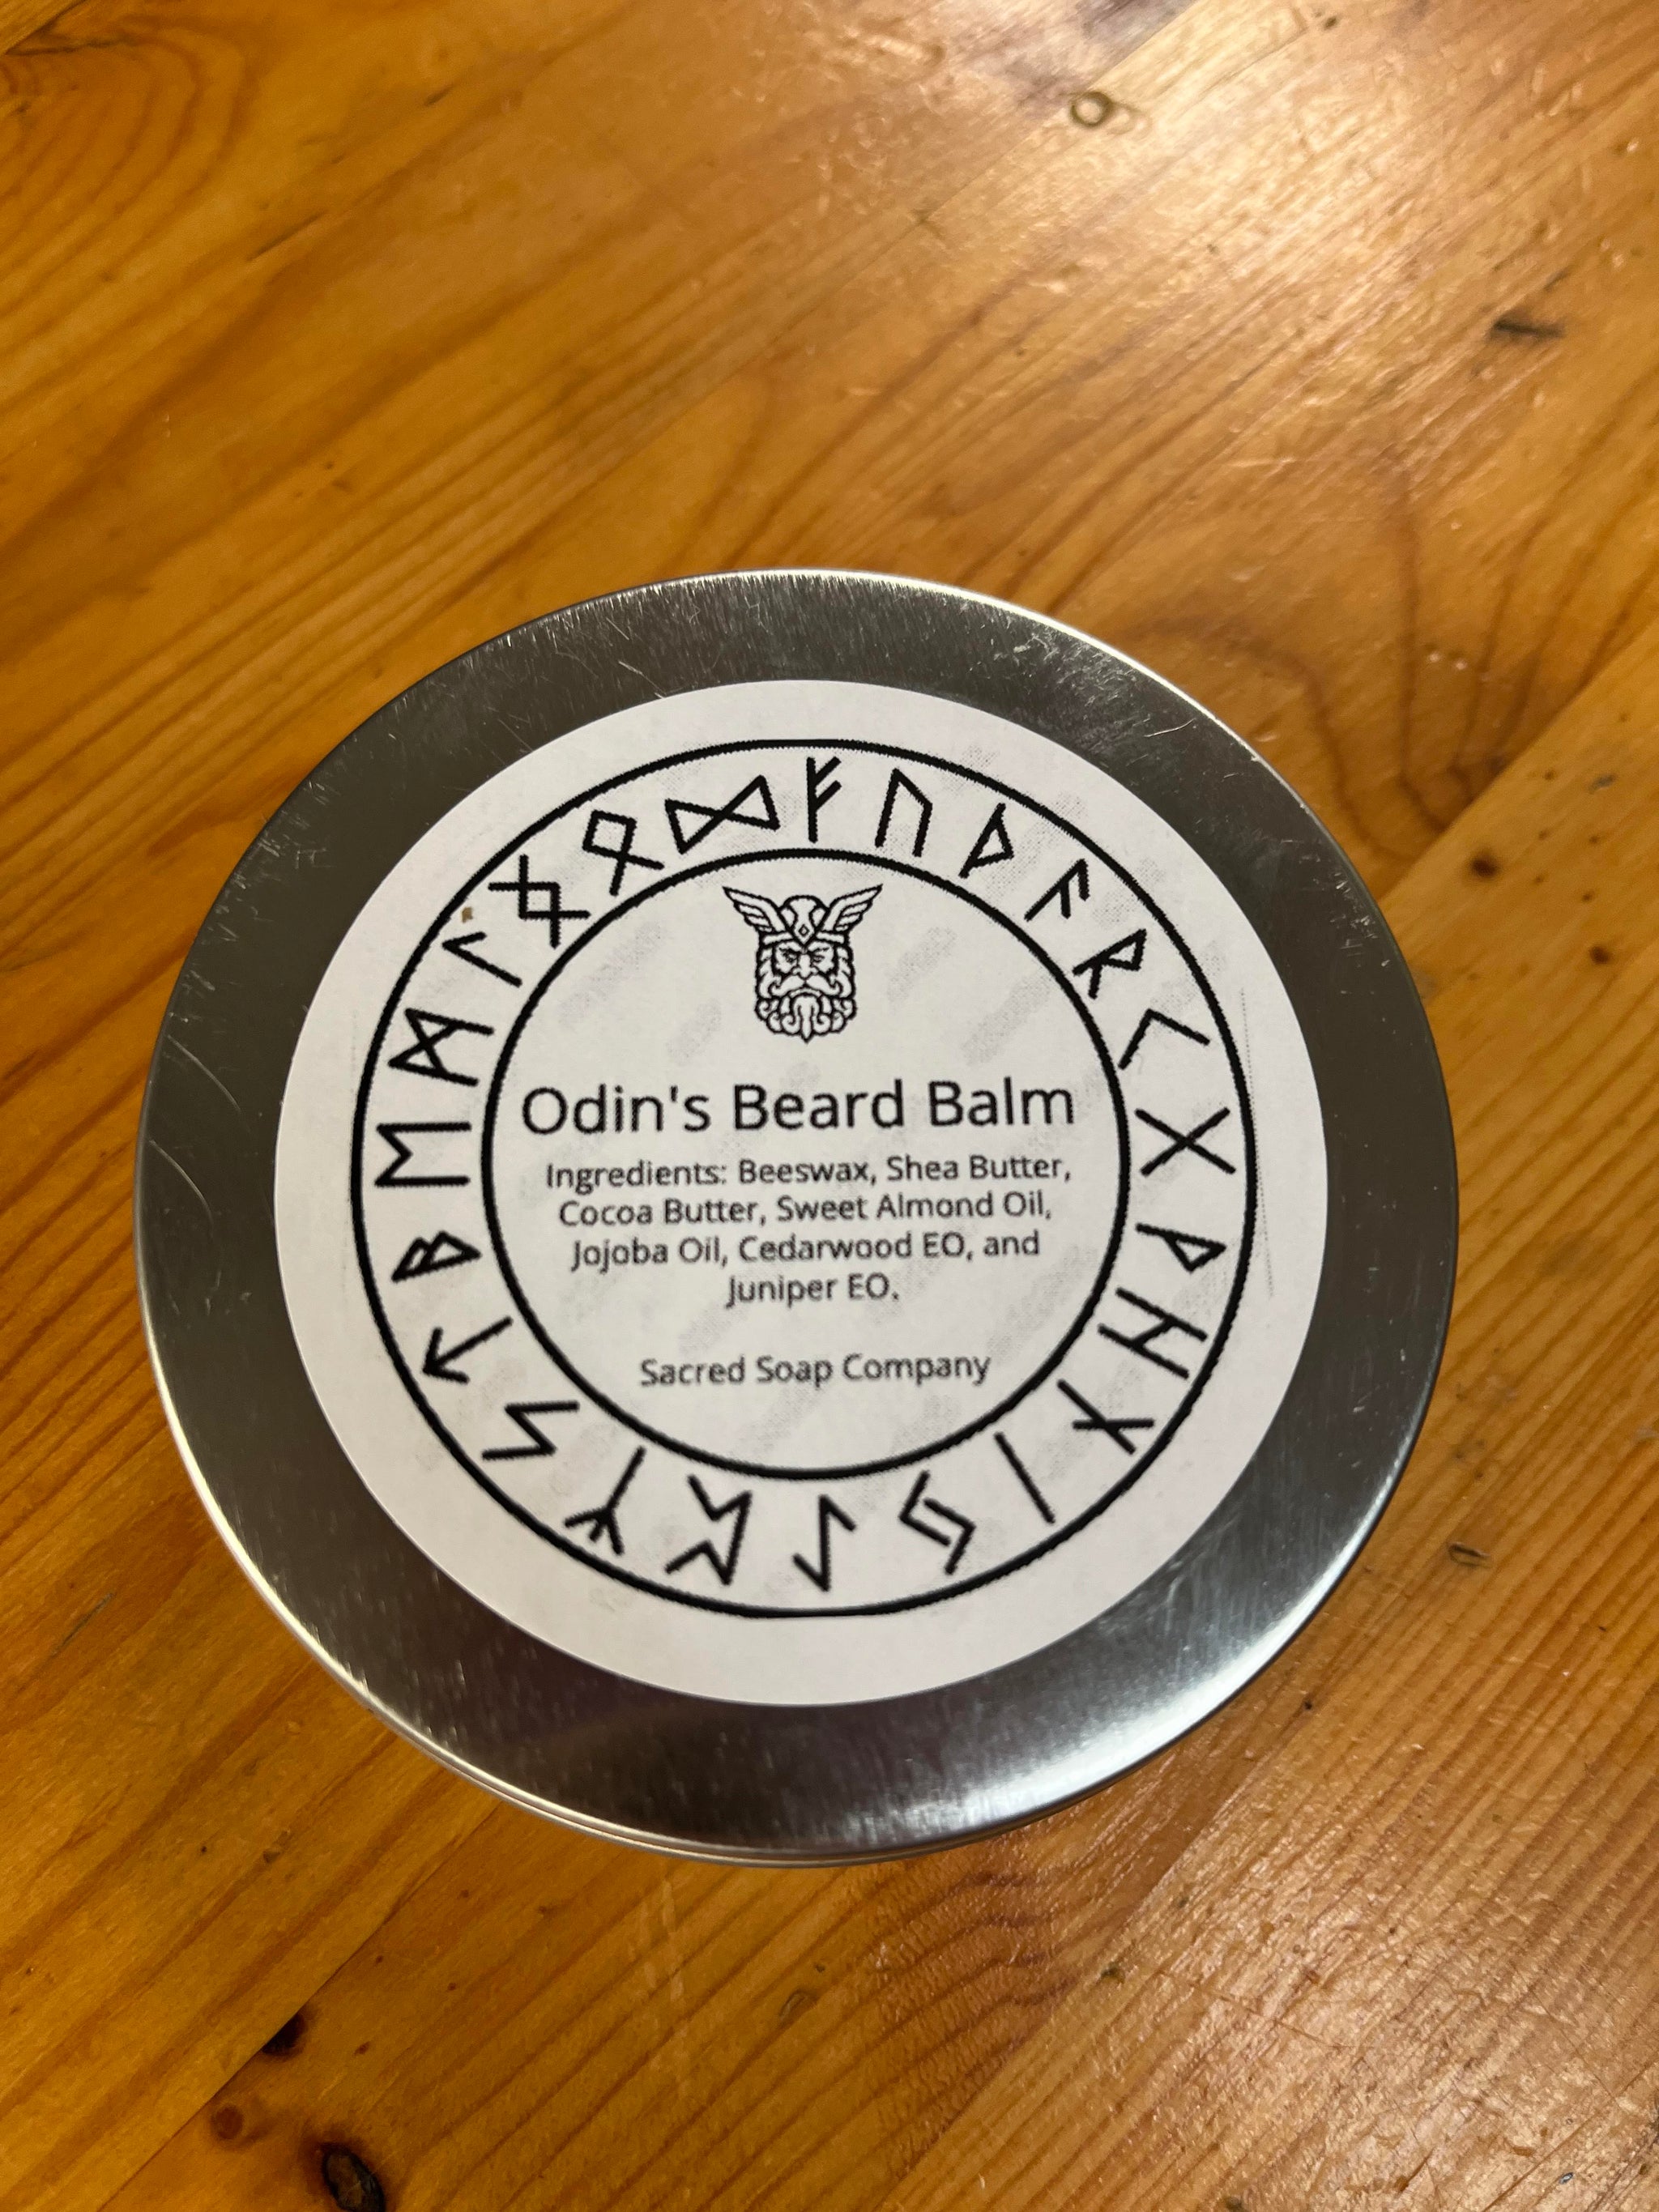 ᚠᚢᚦᚨᚱᚲᚷᚹᚺᚾᛁᛃᛇᛈᛉᛊᛏᛒᛖᛗᛚᛝᛟᛞ
Odin's Beard Balm
Ingredients: Beeswax, Shea Butter,
Cocoa Butter, Sweet Almond Oil,
Jojoba Oil, Cedarwood EO, and
Juniper EO.
Sacred Soap Company